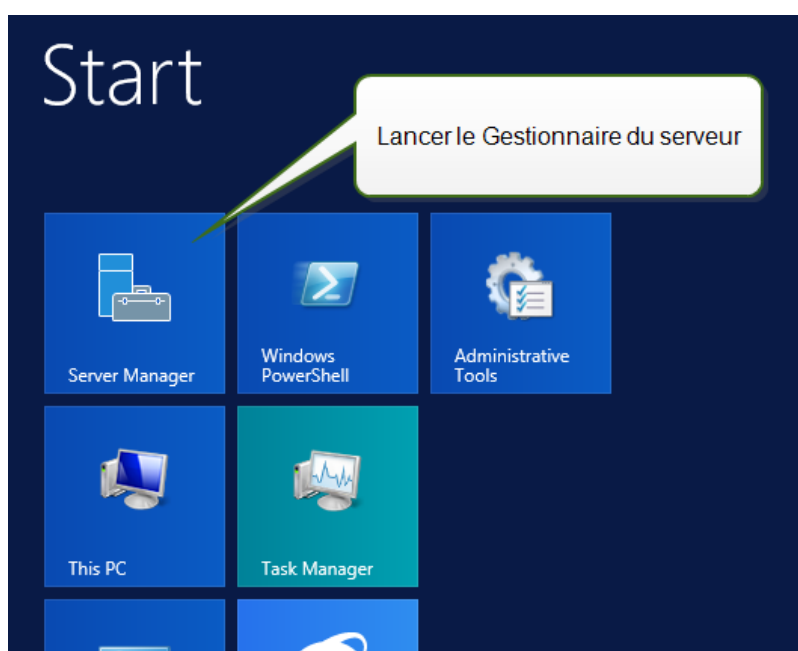 Start
Lancer le Gestionnaire du serveur
Server Manager
Windows
PowerShell
Administrative
Tools
This PC
Task Manager